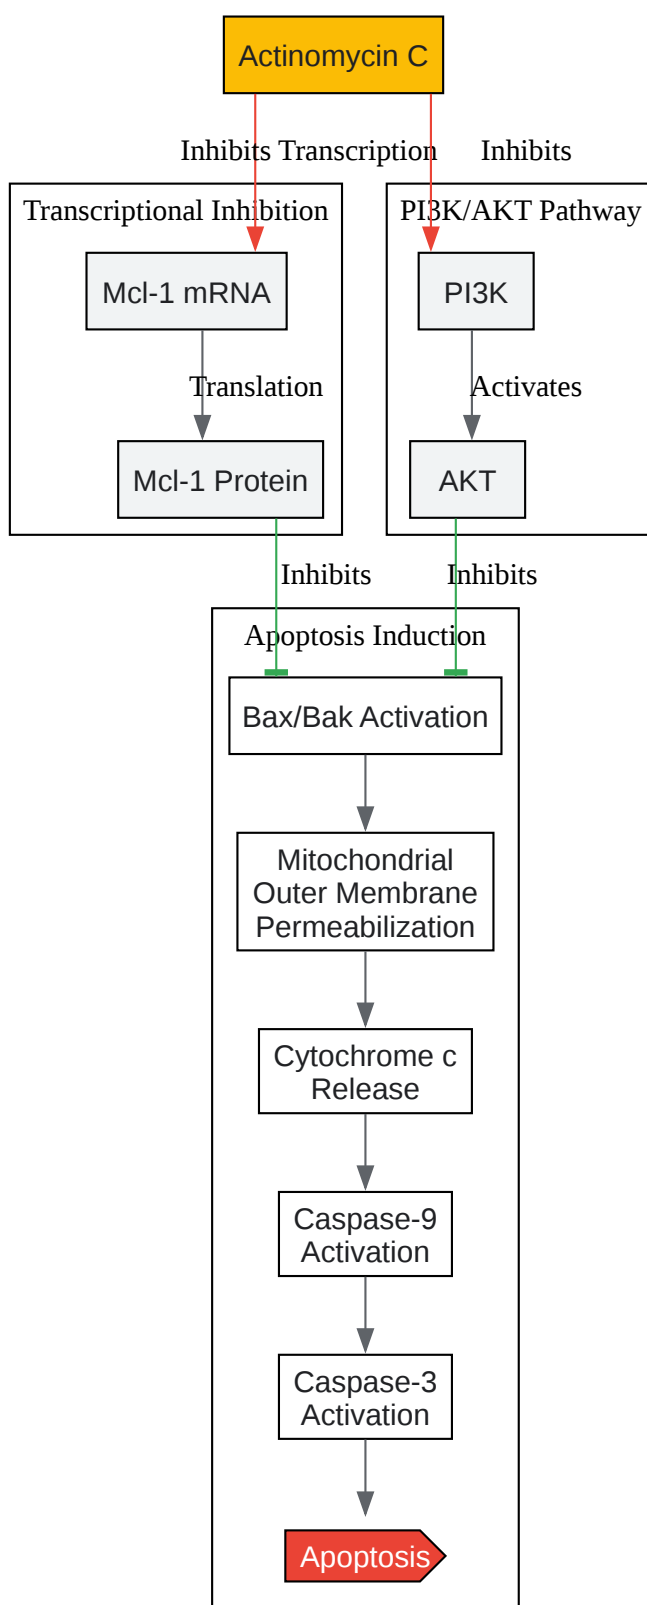 Actinomycin C
Inhibits Transcription
Inhibits
Transcriptional Inhibition
PI3K/AKT Pathway
Mcl-1 mRNA
PI3K
Translation
Activates
Mcl-1 Protein
AKT
Inhibits
Inhibits
Apoptosis Induction
Bax/Bak Activation
Mitochondrial
Outer Membrane
Permeabilization
Cytochrome c
Release
Caspase-9
Activation
Caspase-3
Activation
Apoptosis